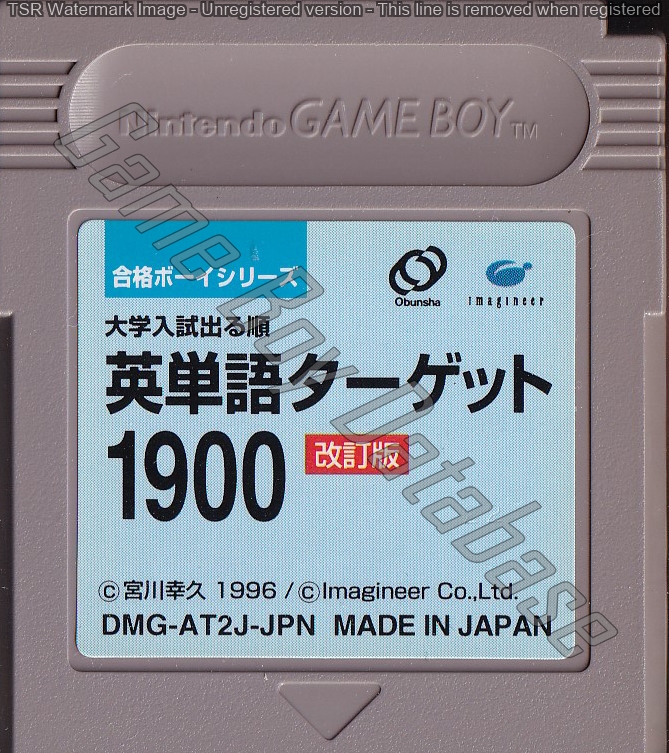 TSR Watermark Image - Unregistered version - This line is removed when registered
Nintendo GAME BOY TM
合格ボーイシリーズ
Obunsha
imagineer
大学入試出る順
英単語ターゲット
1900
改訂版
©宮川幸久 1996 / ©Imagineer Co.,Ltd.
DMG-AT2J-JPN MADE IN JAPAN
Game Boy Database